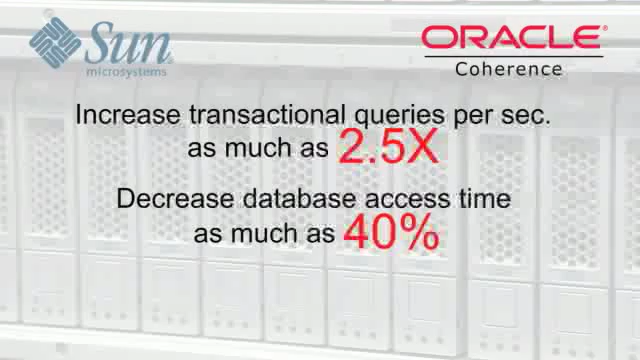 Sun
microsystems
ORACLE®
Coherence
Increase transactional queries per sec.
as much as 2.5X
Decrease database access time
as much as 40%